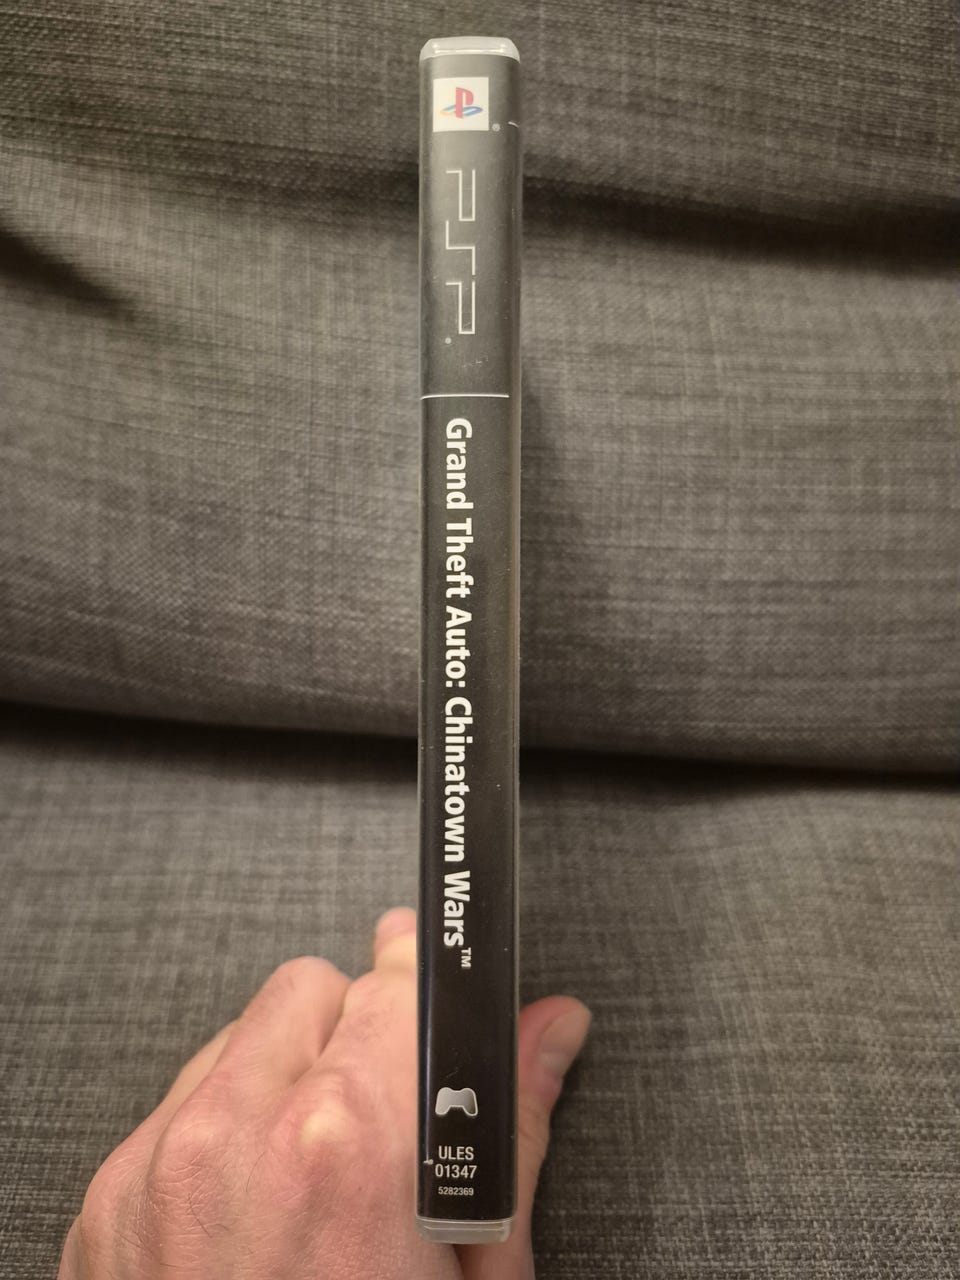 PSP®
Grand Theft Auto: Chinatown Wars™
ULES
01347
5282369